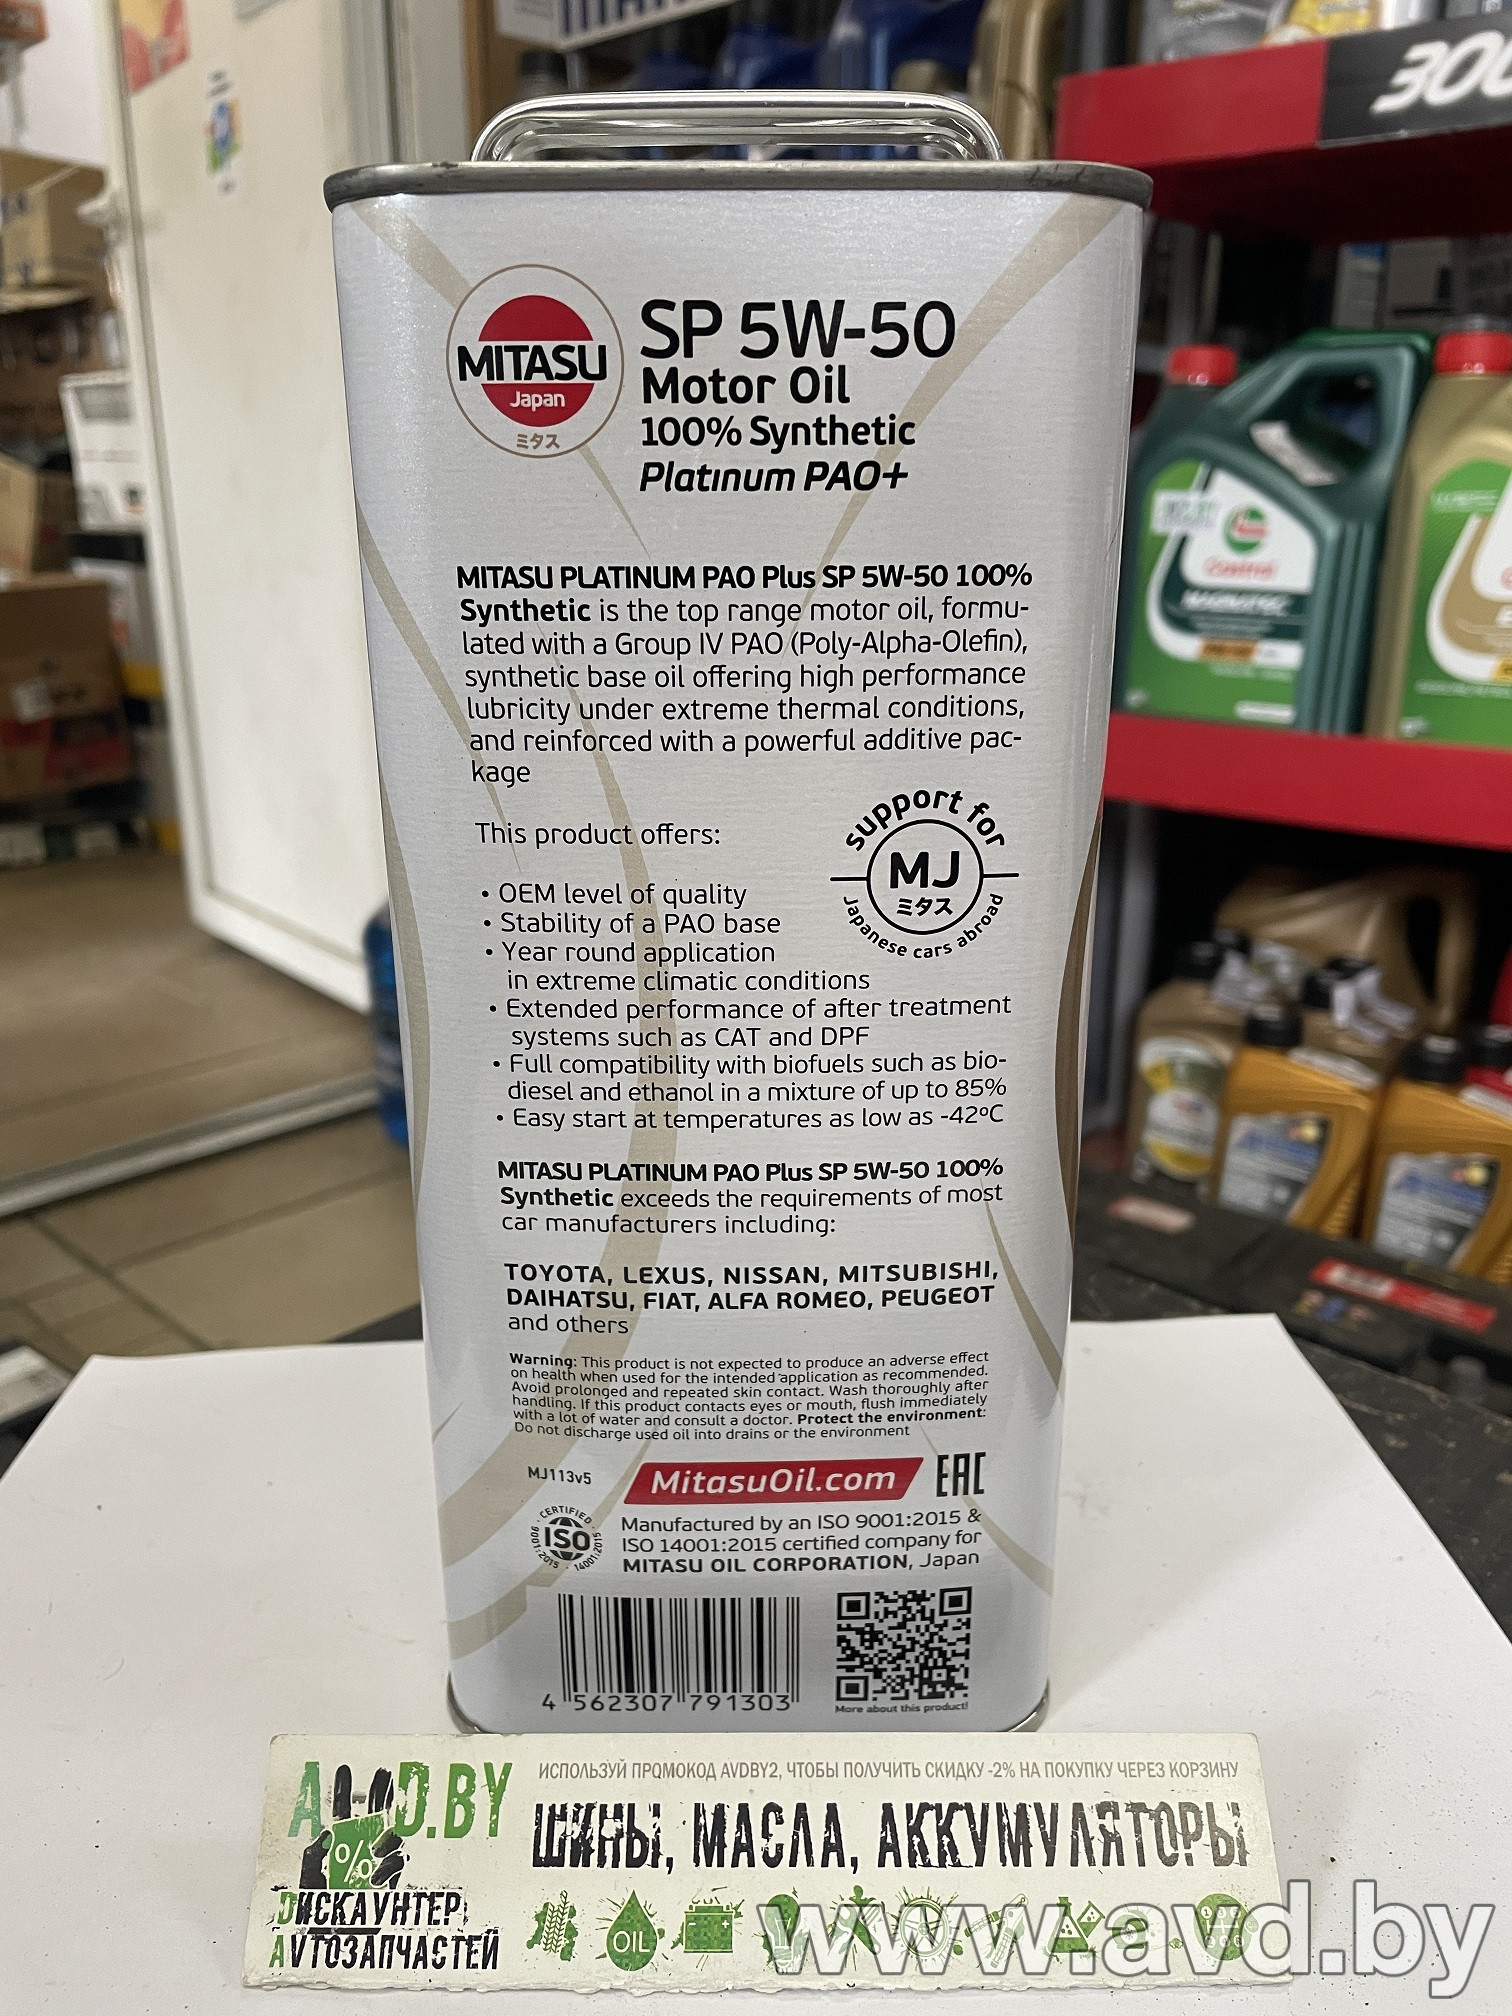 300
MITASU
Japan
ミタス
SP 5W-50
Motor Oil
100% Synthetic
Platinum PAO+
MITASU PLATINUM PAO Plus SP 5W-50 100%
Synthetic is the top range motor oil, formu-
lated with a Group IV PAO (Poly-Alpha-Olefin),
synthetic base oil offering high performance
lubricity under extreme thermal conditions,
and reinforced with a powerful additive pac-
kage
This product offers:
support for
MJ
ミタス
Japanese cars abroad
• OEM level of quality
• Stability of a PAO base
• Year round application
in extreme climatic conditions
• Extended performance of after treatment
systems such as CAT and DPF
• Full compatibility with biofuels such as bio-
diesel and ethanol in a mixture of up to 85%
• Easy start at temperatures as low as -42ºC
MITASU PLATINUM PAO Plus SP 5W-50 100%
Synthetic exceeds the requirements of most
car manufacturers including:
TOYOTA, LEXUS, NISSAN, MITSUBISHI,
DAIHATSU, FIAT, ALFA ROMEO, PEUGEOT
and others
Warning: This product is not expected to produce an adverse effect
on health when used for the intended application as recommended.
Avoid prolonged and repeated skin contact. Wash thoroughly after
handling. If this product contacts eyes or mouth, flush immediately
with a lot of water and consult a doctor. Protect the environment:
Do not discharge used oil into drains or the environment
MJ113v5
MitasuOil.com
EAC
CERTIFIED
ISO
9001:2015 · 14001:2015
Manufactured by an ISO 9001:2015 &
ISO 14001:2015 certified company for
MITASU OIL CORPORATION, Japan
4 562307 791303
More about this product!
Castrol
MAGNATEC
AVD.BY
%
ДИСКАУНТЕР
АVТОЗАПЧАСТЕЙ
ИСПОЛЬЗУЙ ПРОМОКОД AVDBY2, ЧТОБЫ ПОЛУЧИТЬ СКИДКУ -2% НА ПОКУПКУ ЧЕРЕЗ КОРЗИНУ
ШИНЫ, МАСЛА, АККУМУЛЯТОРЫ
OIL
www.avd.by